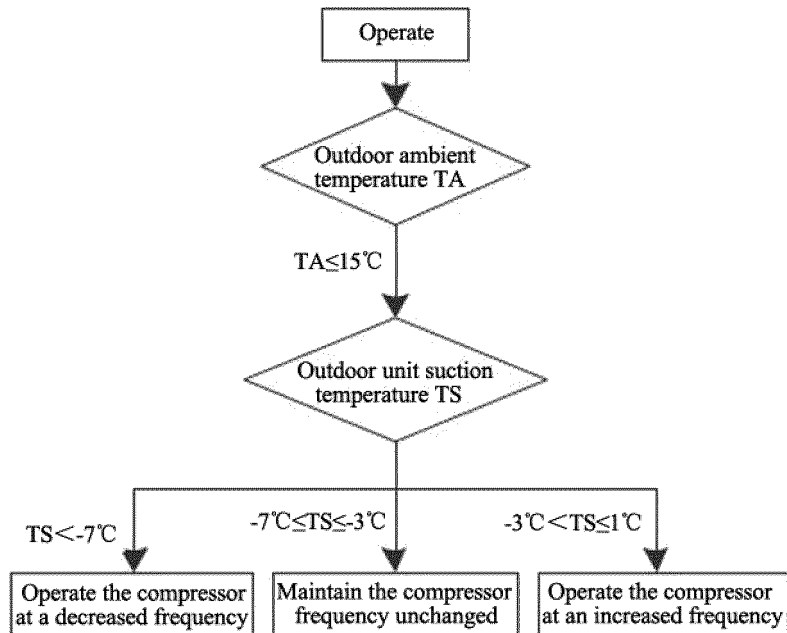 Operate
Outdoor ambient
temperature TA
TA≤15℃
Outdoor unit suction
temperature TS
TS<-7℃
-7℃≤TS≤-3℃
-3℃<TS≤1℃
Operate the compressor
at a decreased frequency
Maintain the compressor
frequency unchanged
Operate the compressor
at an increased frequency